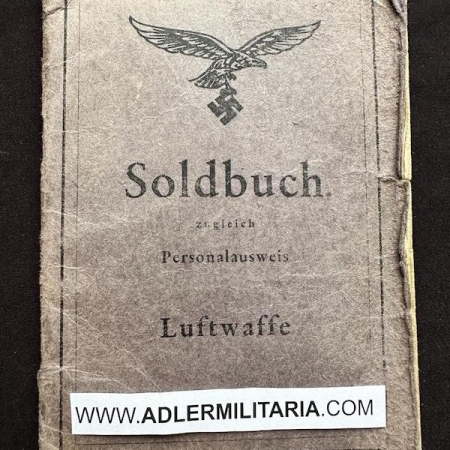 Soldbuch.
zugleich
Personalausweis
Luftwaffe
WWW.ADLERMILITARIA.COM